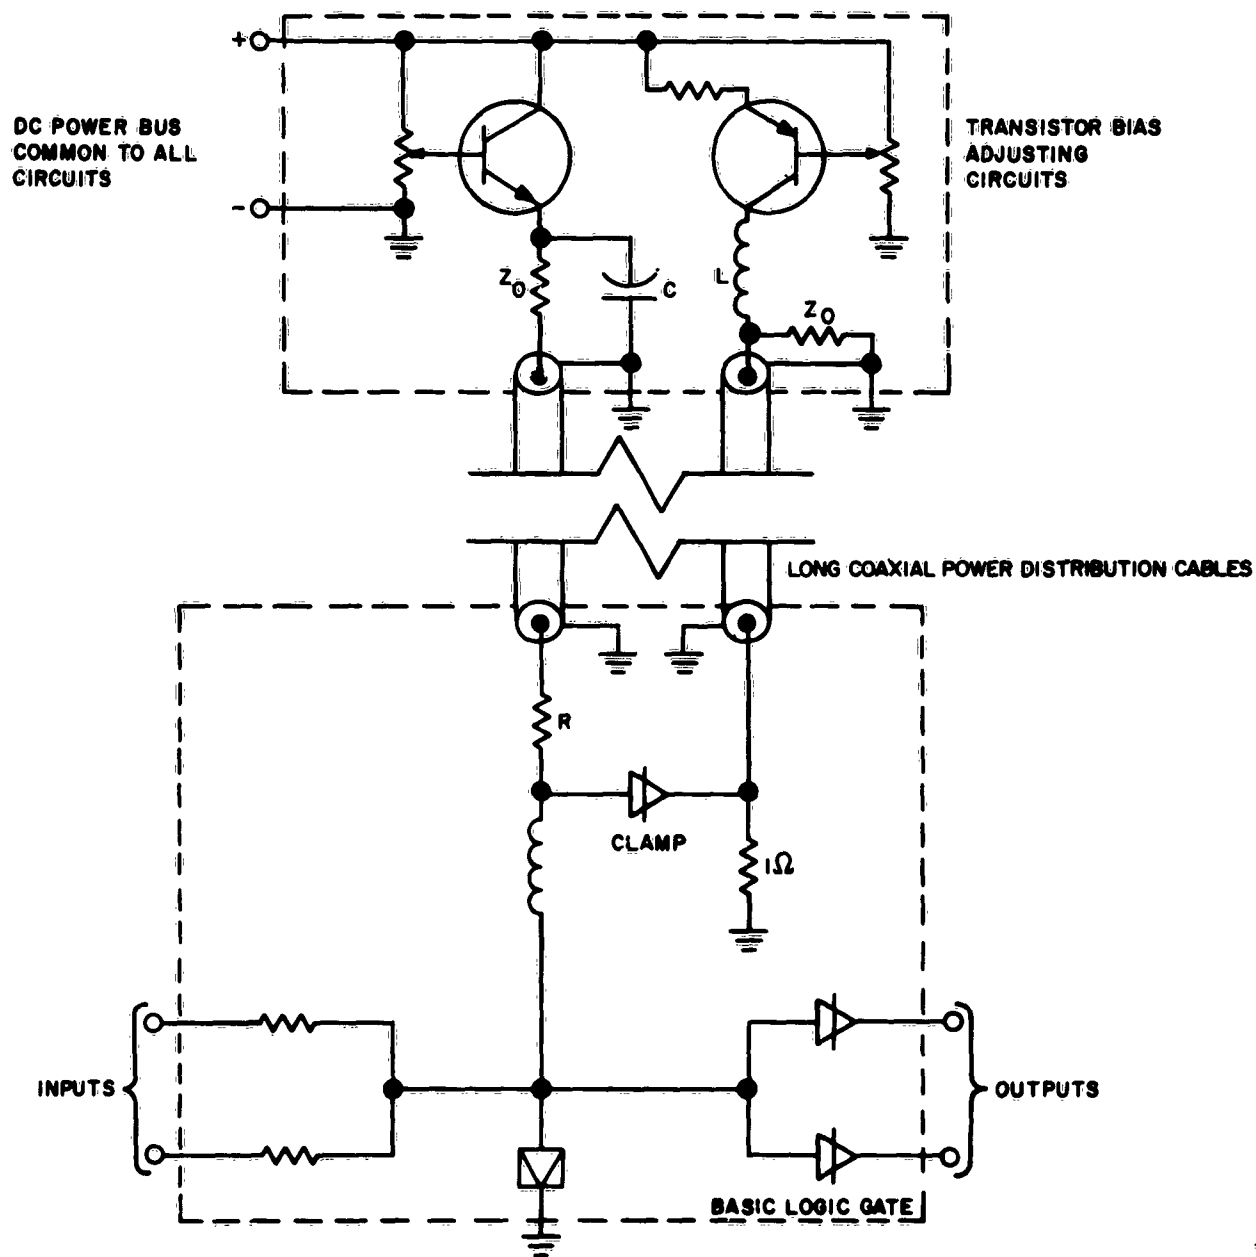 +
DC POWER BUS
COMMON TO ALL
CIRCUITS
-
TRANSISTOR BIAS
ADJUSTING
CIRCUITS
Z0
C
L
Z0
LONG COAXIAL POWER DISTRIBUTION CABLES
R
CLAMP
1Ω
INPUTS
OUTPUTS
BASIC LOGIC GATE